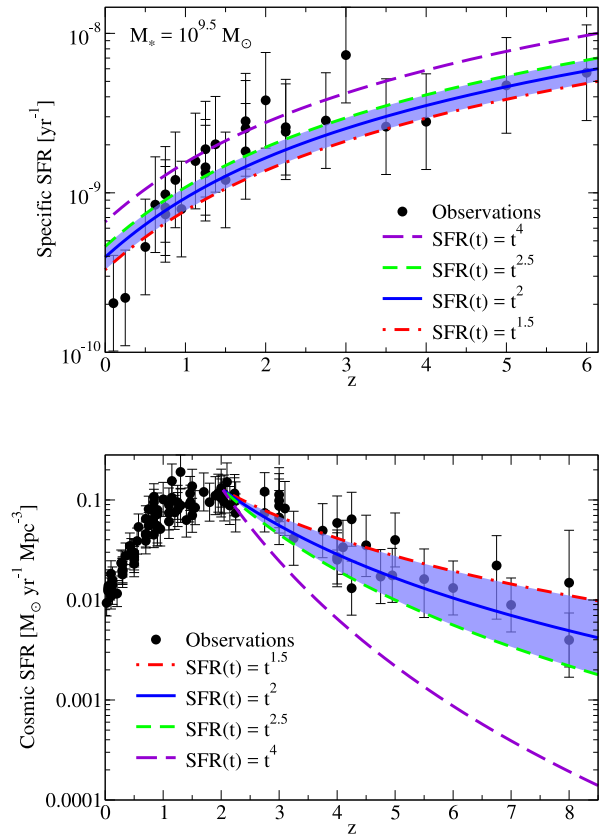 10^-8
M_* = 10^9.5 M_⊙
Specific SFR [yr^-1]
10^-9
Observations
SFR(t) = t^4
SFR(t) = t^2.5
SFR(t) = t^2
SFR(t) = t^1.5
10^-10
0 1 2 3 4 5 6
z
0.1
Cosmic SFR [M_⊙ yr^-1 Mpc^-3]
0.01
Observations
SFR(t) = t^1.5
SFR(t) = t^2
SFR(t) = t^2.5
SFR(t) = t^4
0.001
0.0001
0 1 2 3 4 5 6 7 8
z